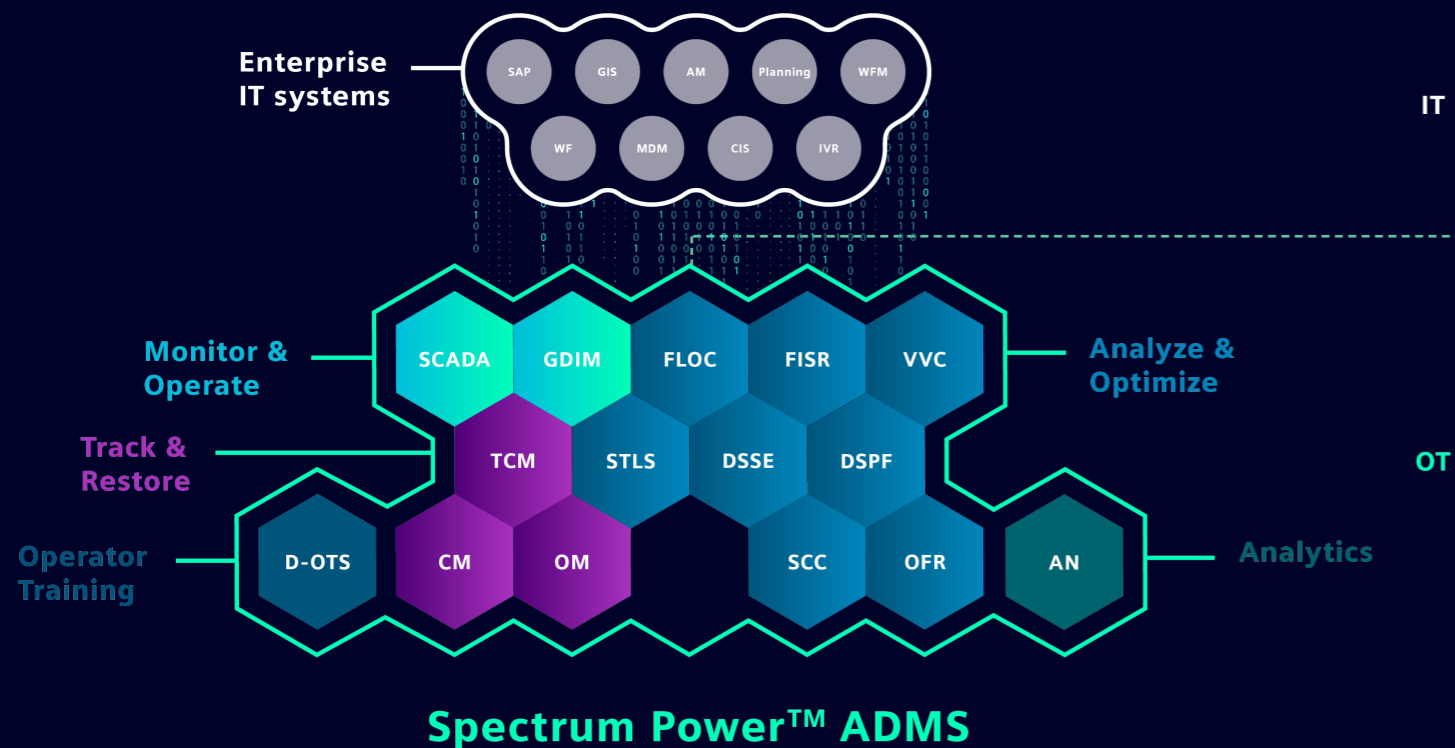 Enterprise
IT systems
SAP
GIS
AM
Planning
WFM
IT
WF
MDM
CIS
IVR
Monitor &
Operate
SCADA
GDIM
FLOC
FISR
VVC
Analyze &
Optimize
Track &
Restore
TCM
STLS
DSSE
DSPF
OT
Operator
Training
D-OTS
CM
OM
SCC
OFR
AN
Analytics
Spectrum Power™ ADMS